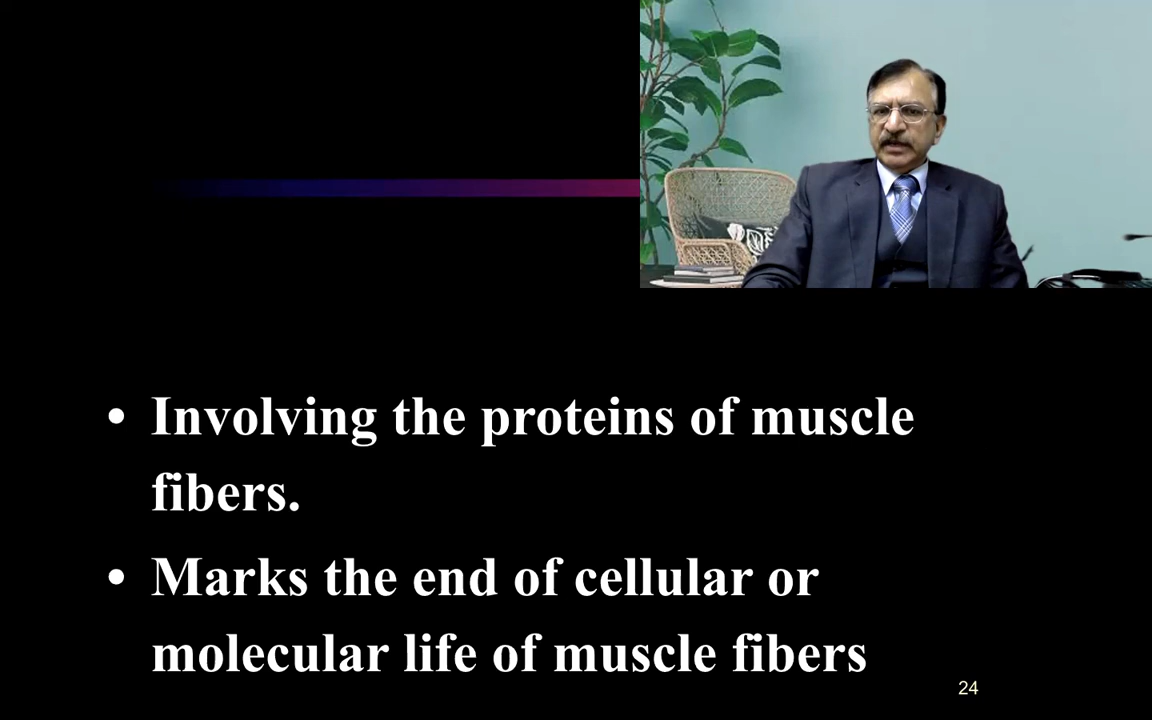 • Involving the proteins of muscle
fibers.
• Marks the end of cellular or
molecular life of muscle fibers
24